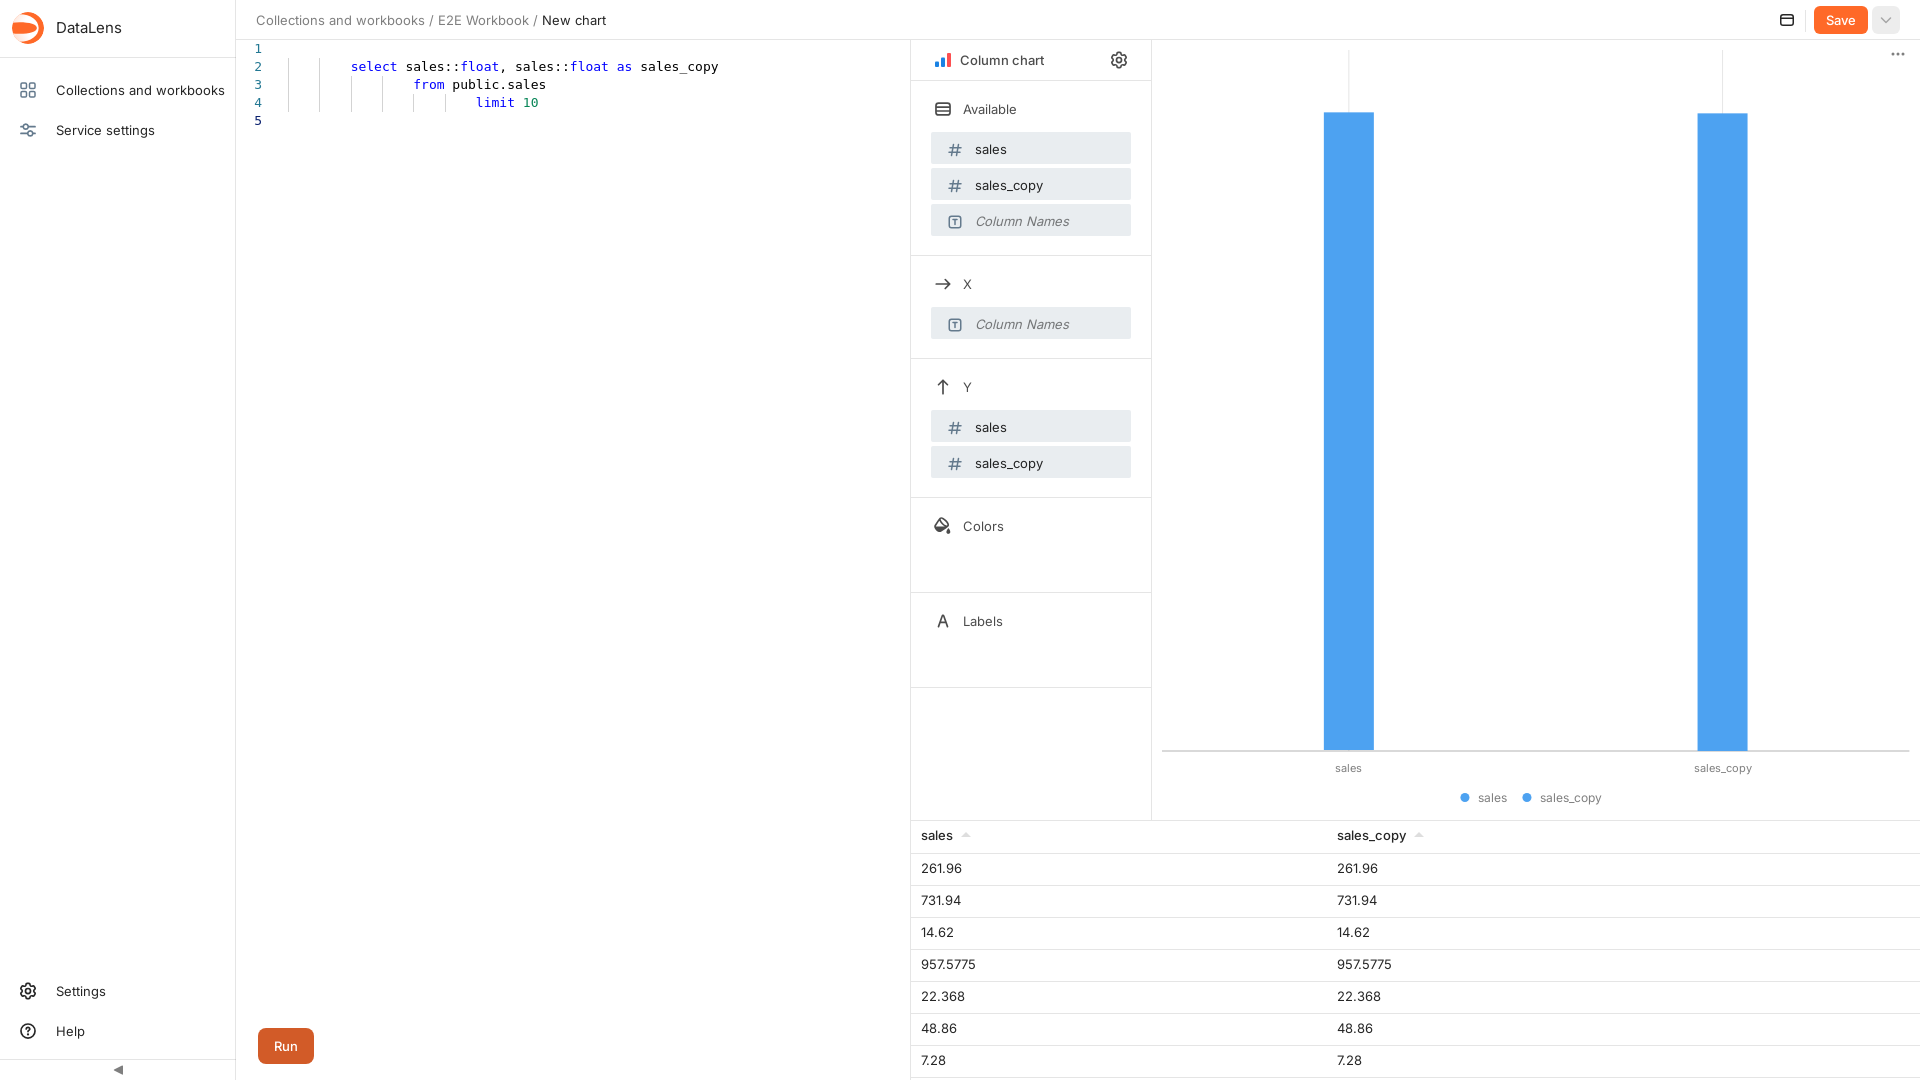 DataLens
Collections and workbooks
Service settings
Settings
Help
Collections and workbooks / E2E Workbook / New chart
Save
1
2 select sales::float, sales::float as sales_copy
3 from public.sales
4 limit 10
5
Run
Column chart
Available
sales
sales_copy
Column Names
X
Column Names
Y
sales
sales_copy
Colors
Labels
sales sales_copy
sales sales_copy
sales sales_copy
261.96 261.96
731.94 731.94
14.62 14.62
957.5775 957.5775
22.368 22.368
48.86 48.86
7.28 7.28